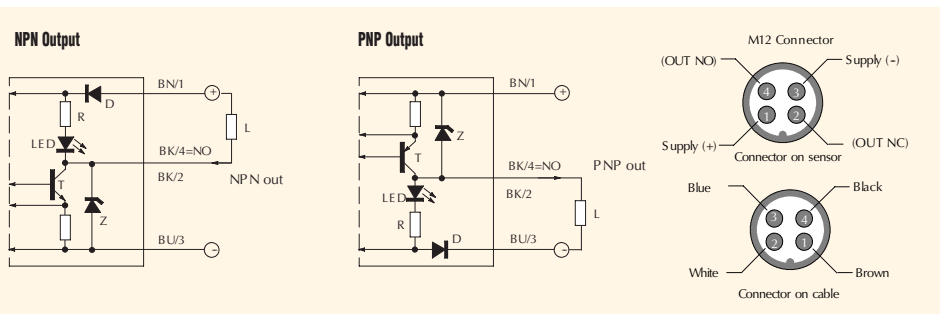 NPN Output
BN/1
+
D
R
L
LED
BK/4=NO
BK/2
NPN out
T
Z
BU/3
-
PNP Output
BN/1
+
Z
T
BK/4=NO
PNP out
BK/2
LED
L
R
D
BU/3
-
M12 Connector
(OUT NO)
Supply (-)
4
3
1
2
Supply (+)
(OUT NC)
Connector on sensor
Blue
Black
3
4
2
1
White
Brown
Connector on cable